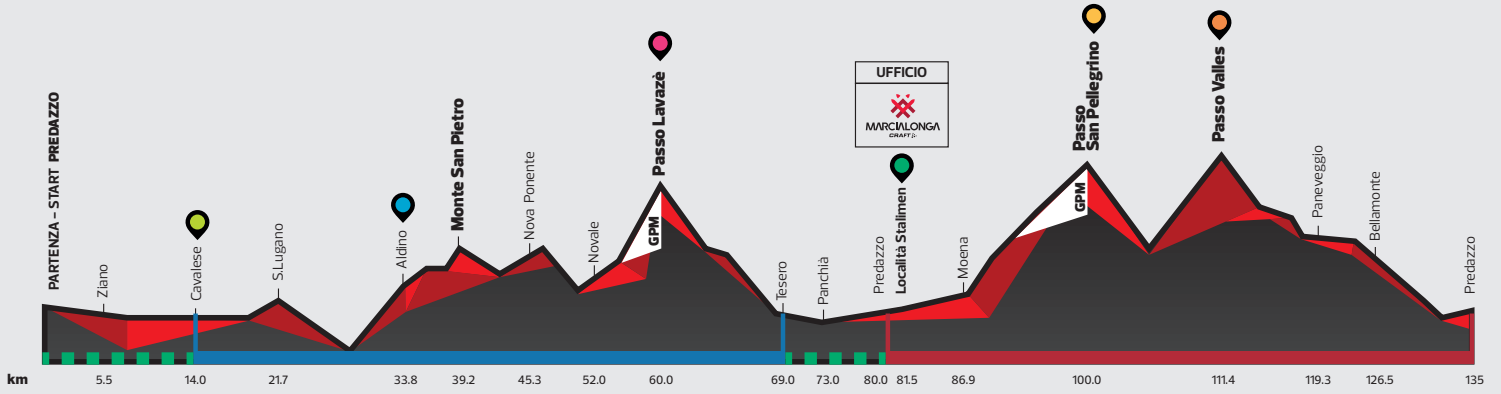 PARTENZA – START PREDAZZO
Ziano
Cavalese
S.Lugano
Aldino
Monte San Pietro
Nova Ponente
Novale
GPM
Passo Lavazè
Tesero
Panchià
Predazzo
UFFICIO
MARCIALONGA
CRAFT
Località Stalimen
Moena
GPM
Passo
San Pellegrino
Passo Valles
Paneveggio
Bellamonte
Predazzo
km 5.5 14.0 21.7 33.8 39.2 45.3 52.0 60.0 69.0 73.0 80.0 81.5 86.9 100.0 111.4 119.3 126.5 135